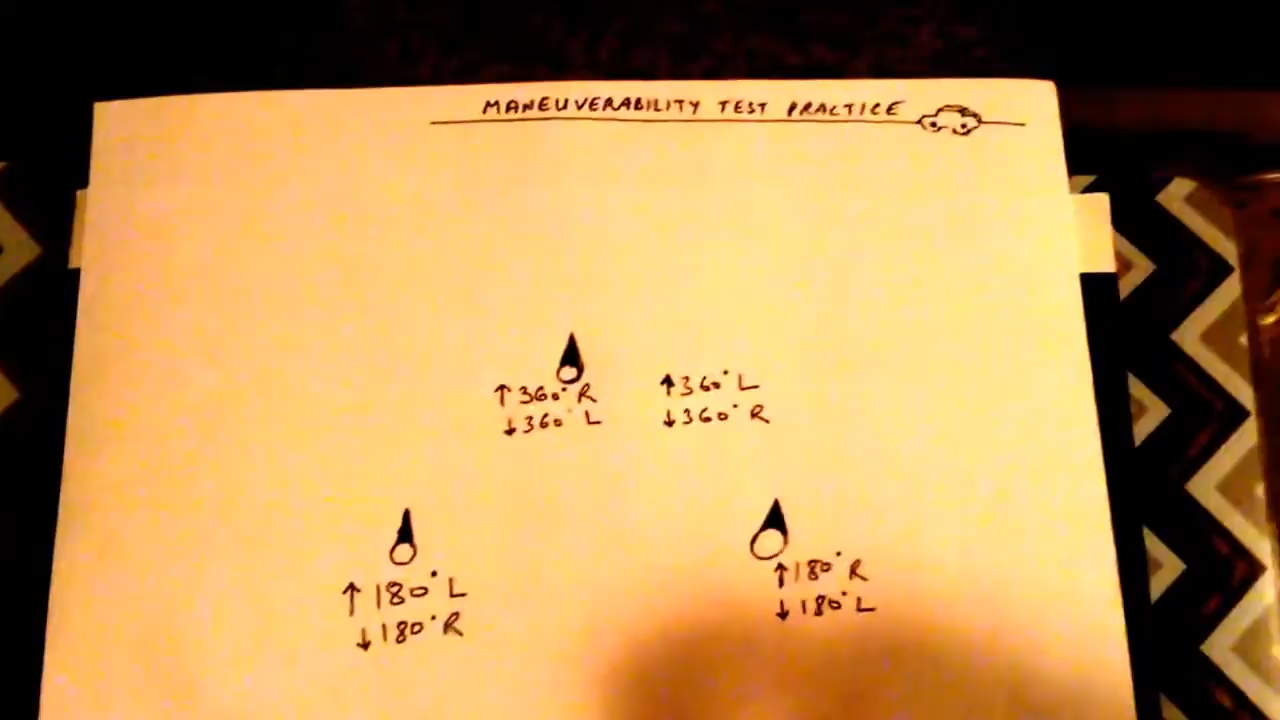 MANEUVERABILITY TEST PRACTICE
↑360° R
↓360° L
↑360° L
↓360° R
↑180° L
↓180° R
↑180° R
↓180° L